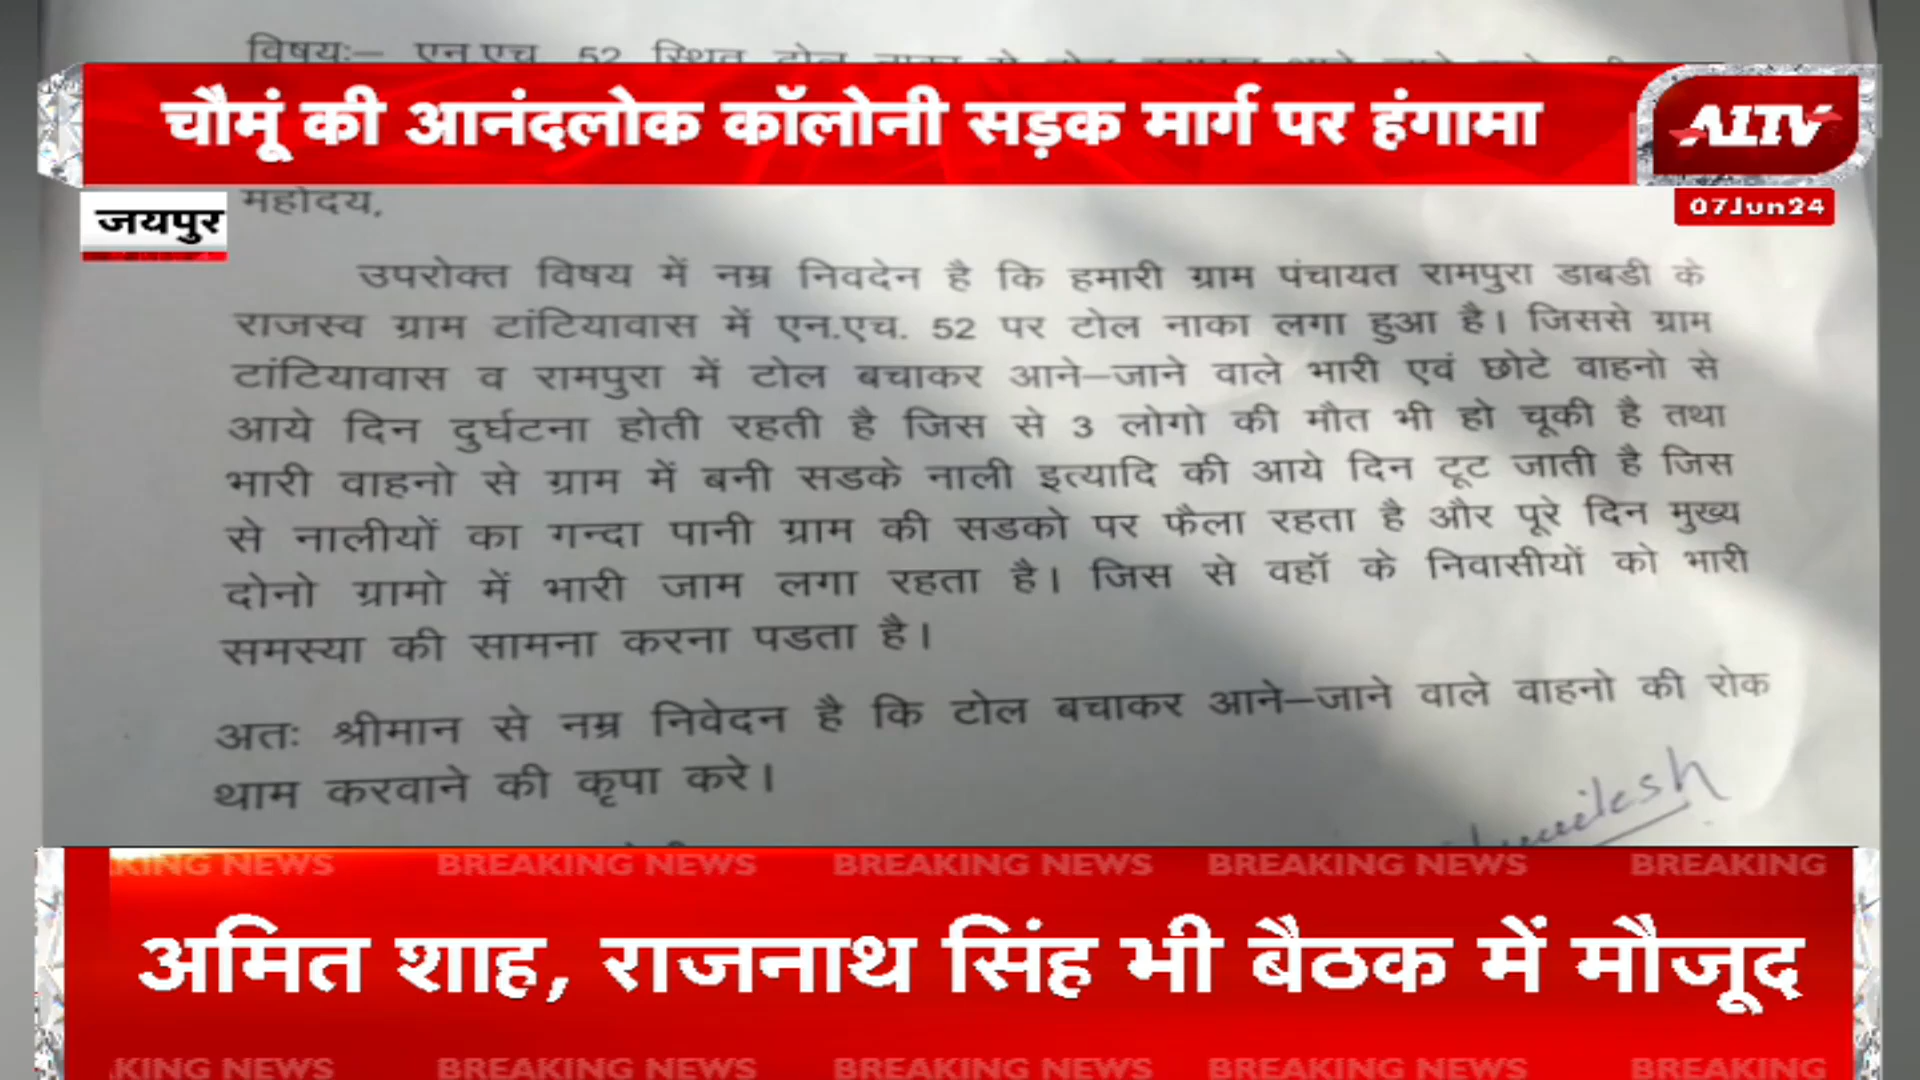 विषय:– एन.एच. 52 स्थित टोल नाका से
चौमूं की आनंदलोक कॉलोनी सड़क मार्ग पर हंगामा
ALTV
07Jun24
जयपुर
महोदय,
उपरोक्त विषय में नम्र निवदेन है कि हमारी ग्राम पंचायत रामपुरा डाबडी के
राजस्व ग्राम टांटियावास में एन.एच. 52 पर टोल नाका लगा हुआ है। जिससे ग्राम
टांटियावास व रामपुरा में टोल बचाकर आने–जाने वाले भारी एवं छोटे वाहनो से
आये दिन दुर्घटना होती रहती है जिस से 3 लोगो की मौत भी हो चूकी है तथा
भारी वाहनो से ग्राम में बनी सडके नाली इत्यादि की आये दिन टूट जाती है जिस
से नालीयों का गन्दा पानी ग्राम की सडको पर फैला रहता है और पूरे दिन मुख्य
दोनो ग्रामो में भारी जाम लगा रहता है। जिस से वहॉ के निवासीयों को भारी
समस्या की सामना करना पडता है।
अतः श्रीमान से नम्र निवेदन है कि टोल बचाकर आने–जाने वाले वाहनो की रोक
थाम करवाने की कृपा करे।
KING NEWS BREAKING NEWS BREAKING NEWS BREAKING NEWS BREAKING
अमित शाह, राजनाथ सिंह भी बैठक में मौजूद
KING NEWS BREAKING NEWS BREAKING NEWS BREAKING NEWS BREAKING